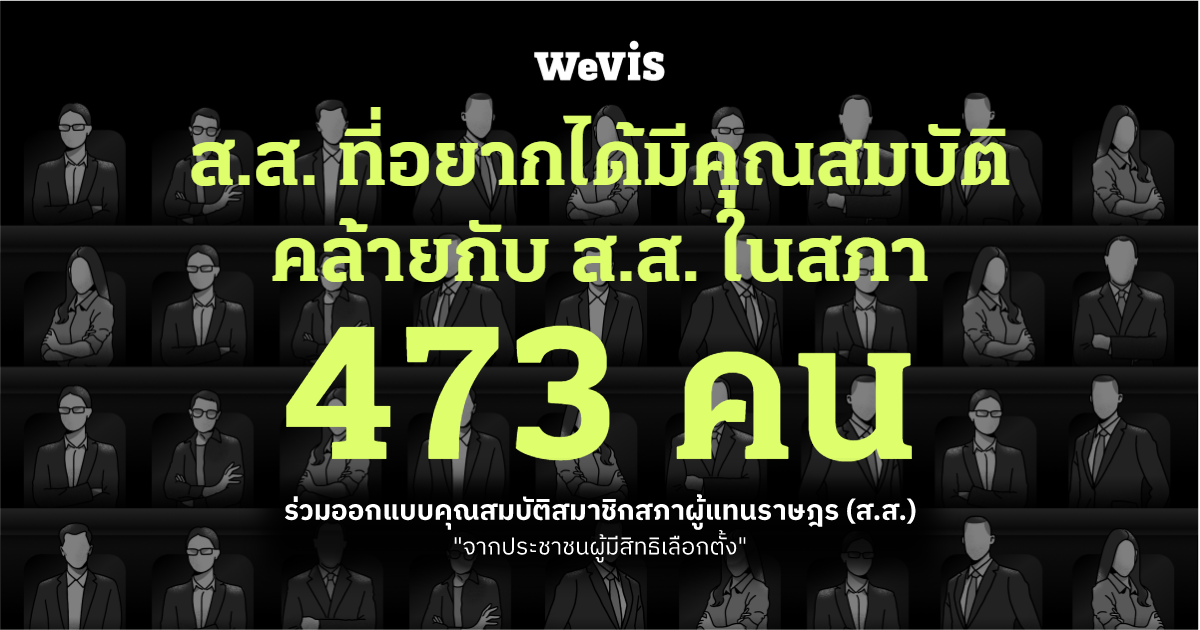 WeVIS
ส.ส. ที่อยากได้มีคุณสมบัติ
คล้ายกับ ส.ส. ในสภา
473 คน
ร่วมออกแบบคุณสมบัติสมาชิกสภาผู้แทนราษฎร (ส.ส.)
"จากประชาชนผู้มีสิทธิเลือกตั้ง"